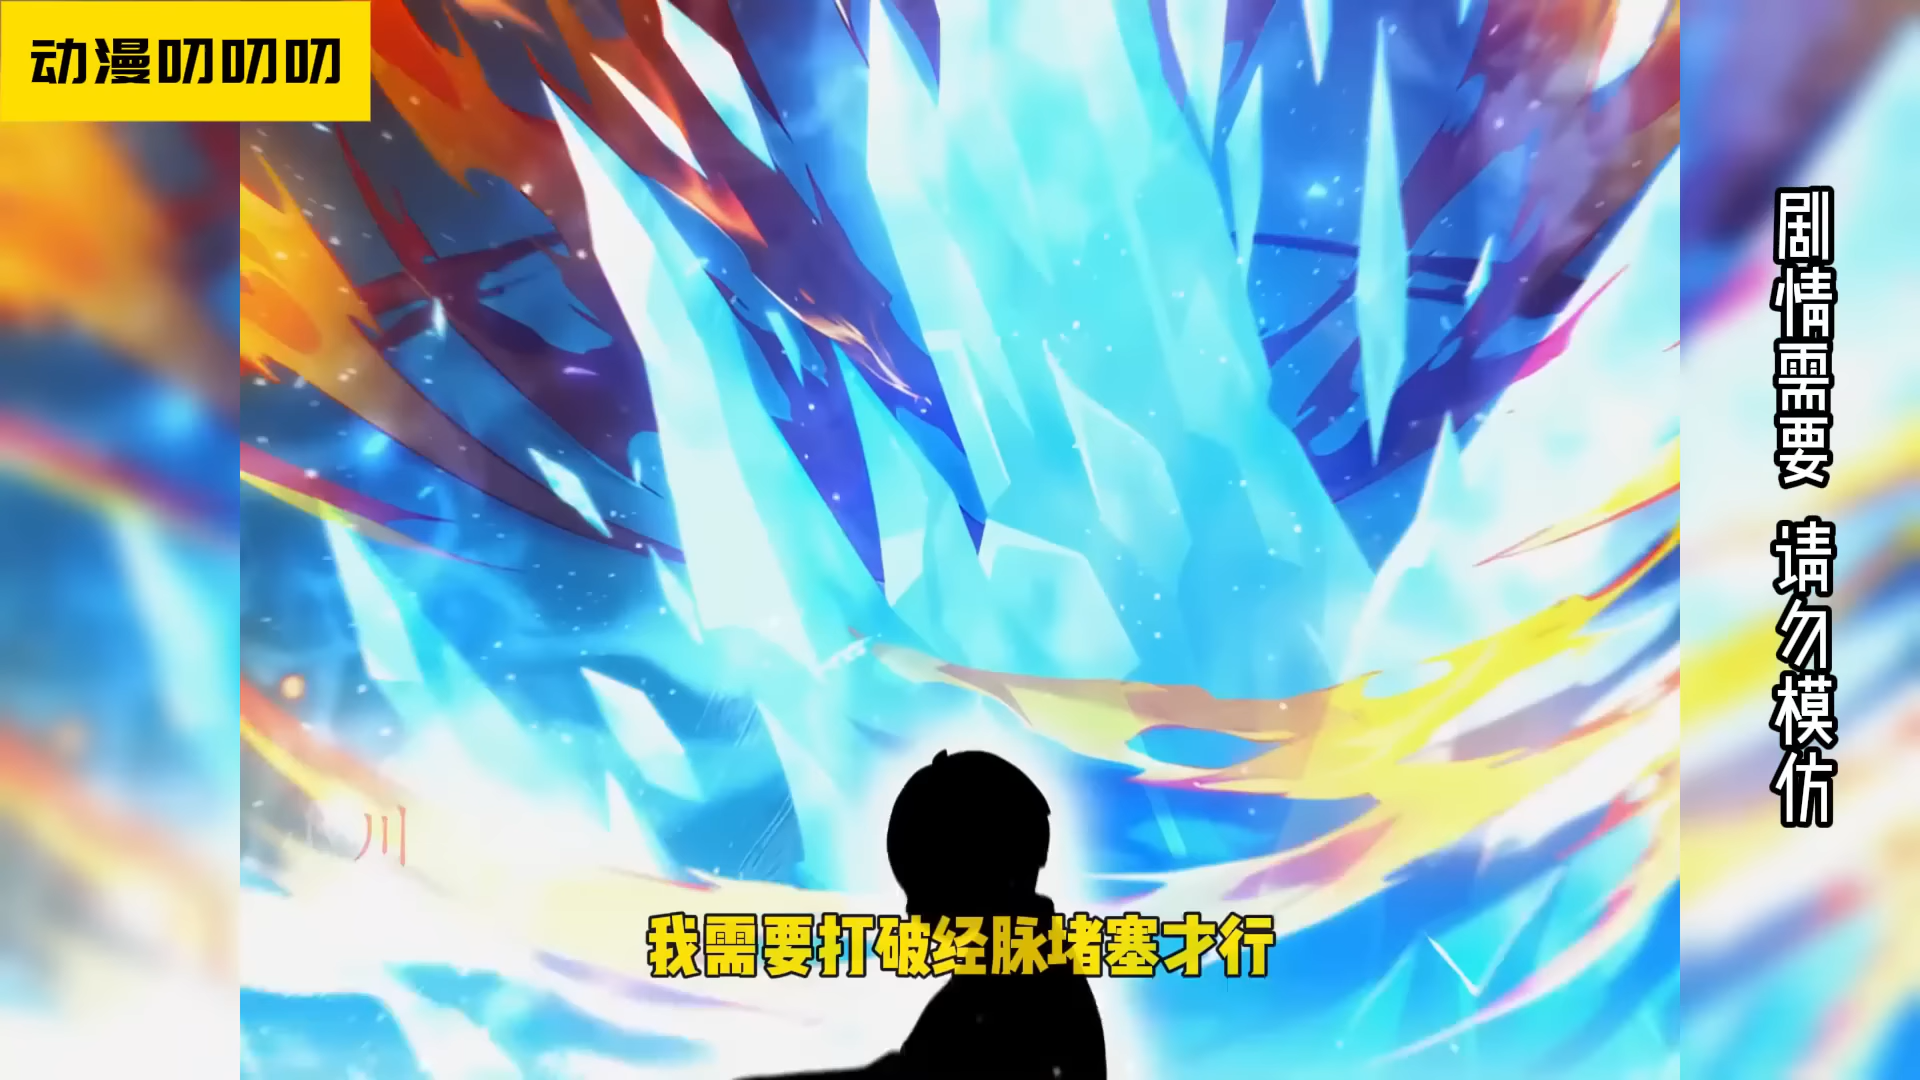 动漫叨叨叨
剧情需要 请勿模仿
川
我需要打破经脉堵塞才行